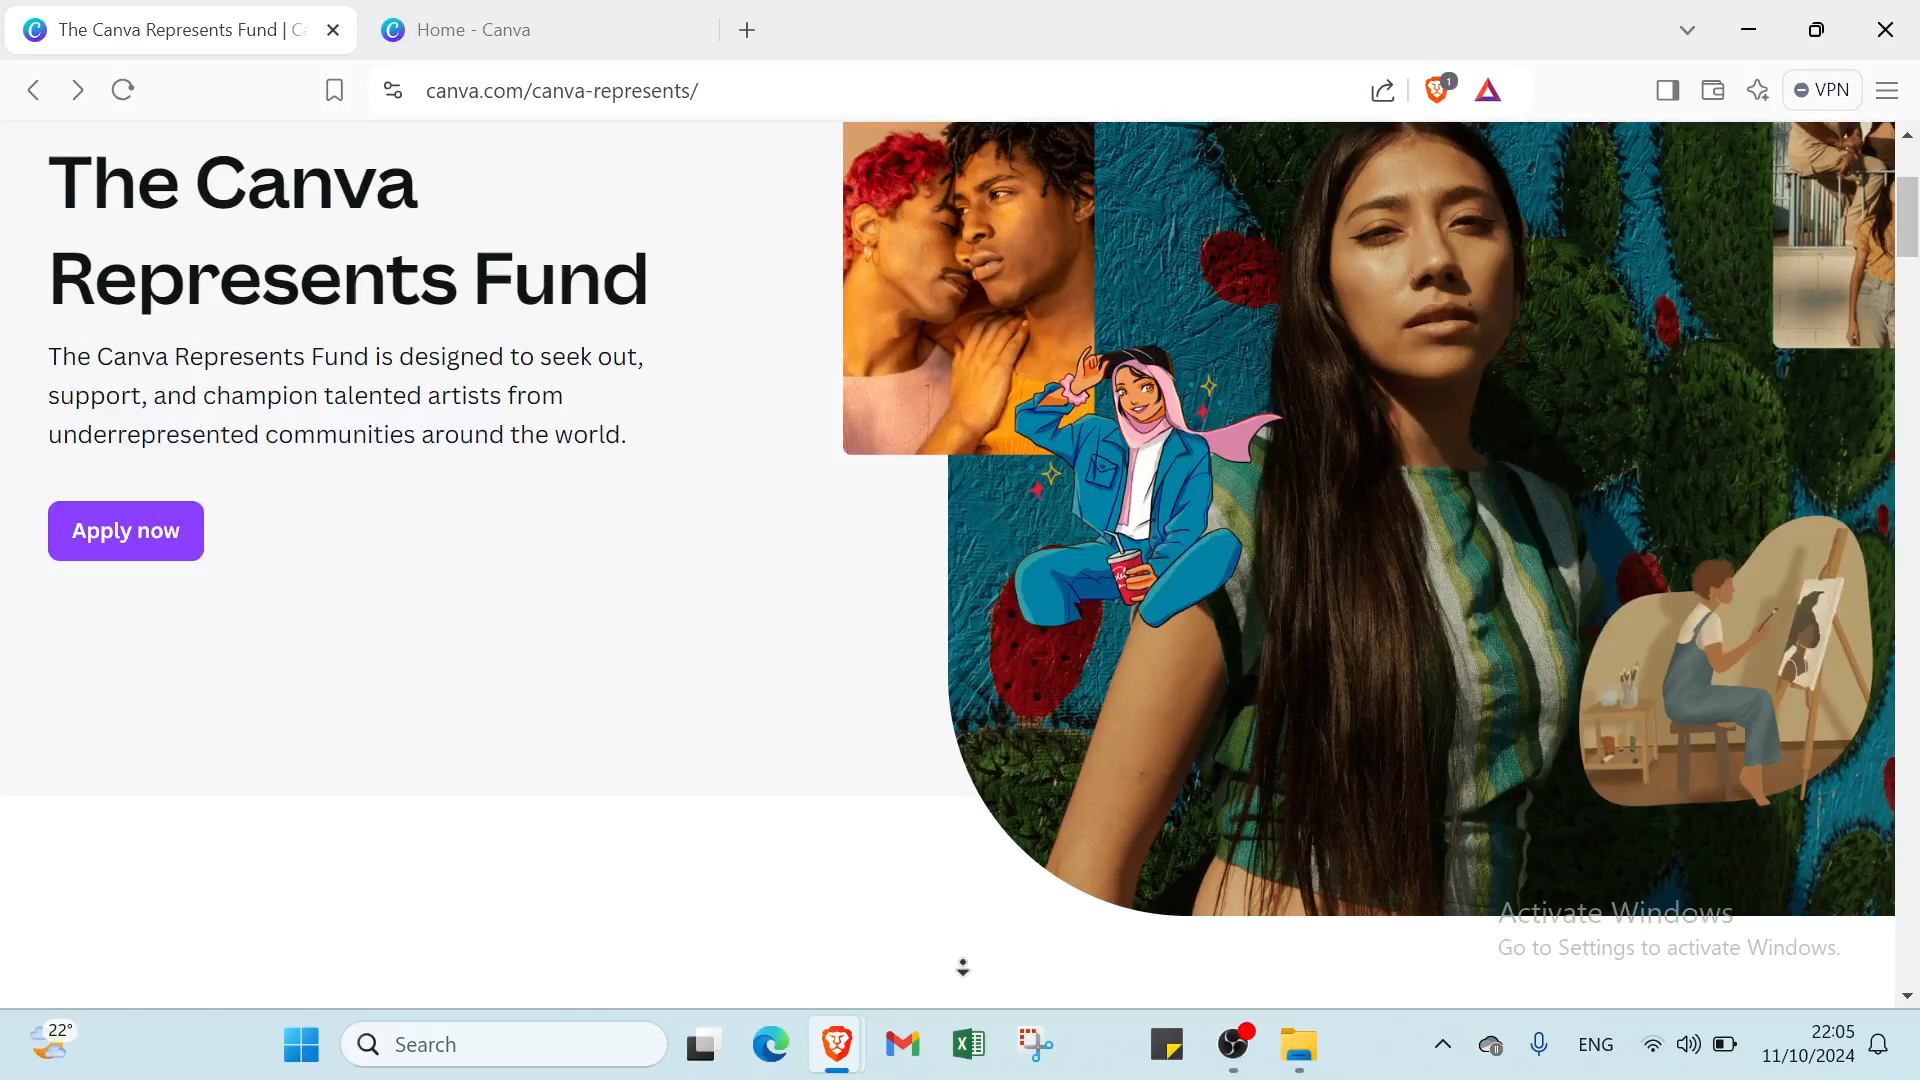 The Canva Represents Fund | Ca
Home - Canva
canva.com/canva-represents/
1
VPN
The Canva
Represents Fund
The Canva Represents Fund is designed to seek out,
support, and champion talented artists from
underrepresented communities around the world.
Apply now
Activate Windows
Go to Settings to activate Windows.
22°
Search
ENG
22:05
11/10/2024